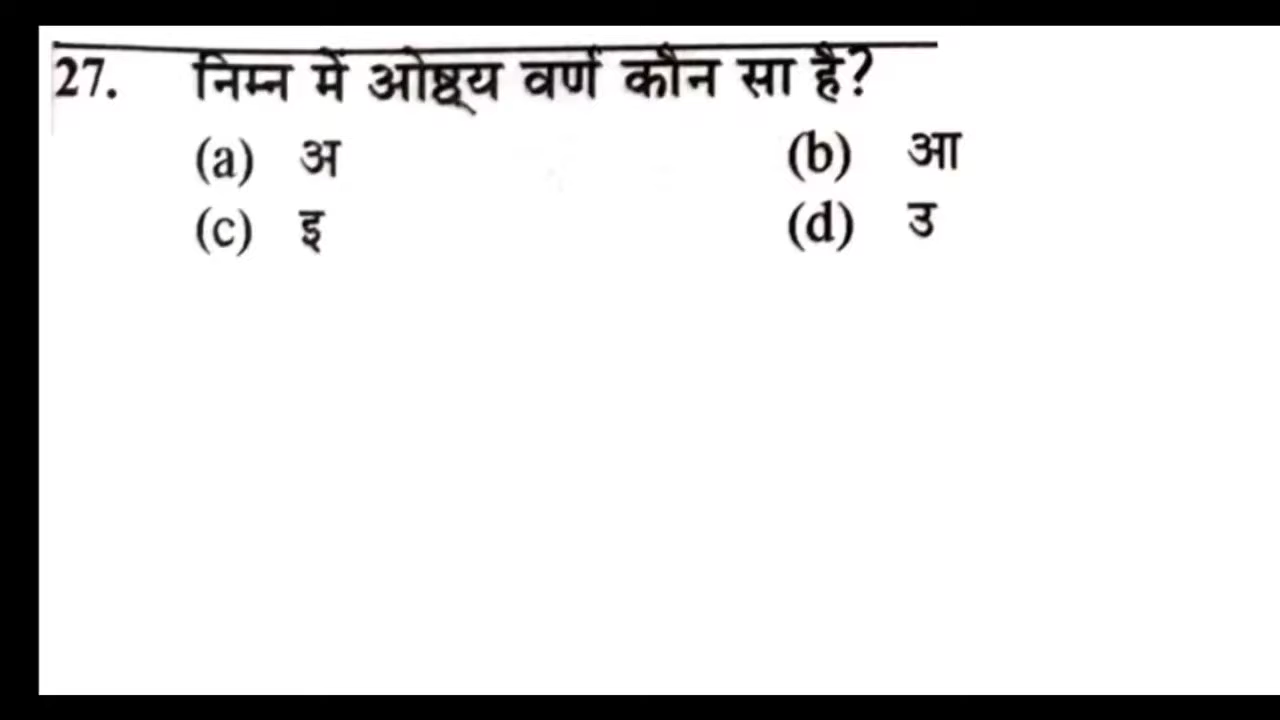 27. निम्न में ओष्ठ्य वर्ण कौन सा है?
(a) अ (b) आ
(c) इ (d) उ